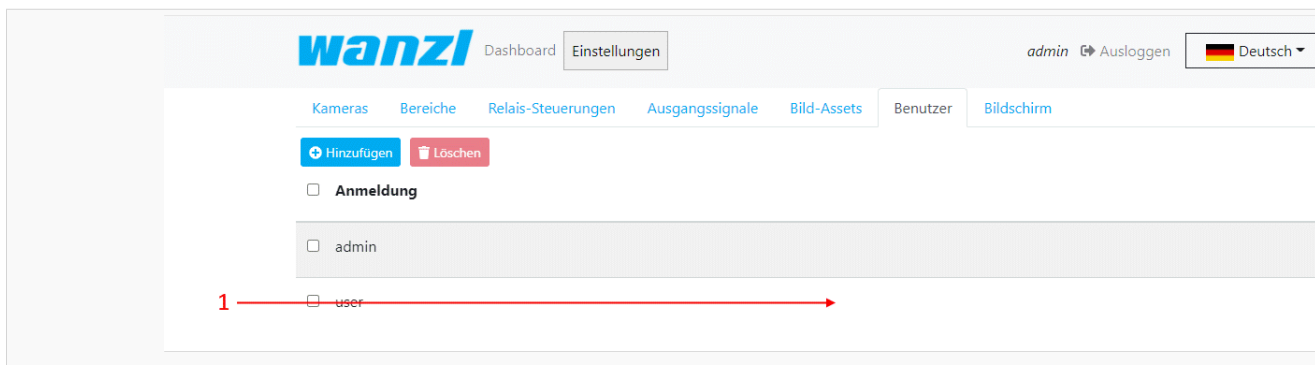 wanzl Dashboard Einstellungen admin Ausloggen Deutsch
Kameras Bereiche Relais-Steuerungen Ausgangssignale Bild-Assets Benutzer Bildschirm
Hinzufügen Löschen
Anmeldung
admin
1 user